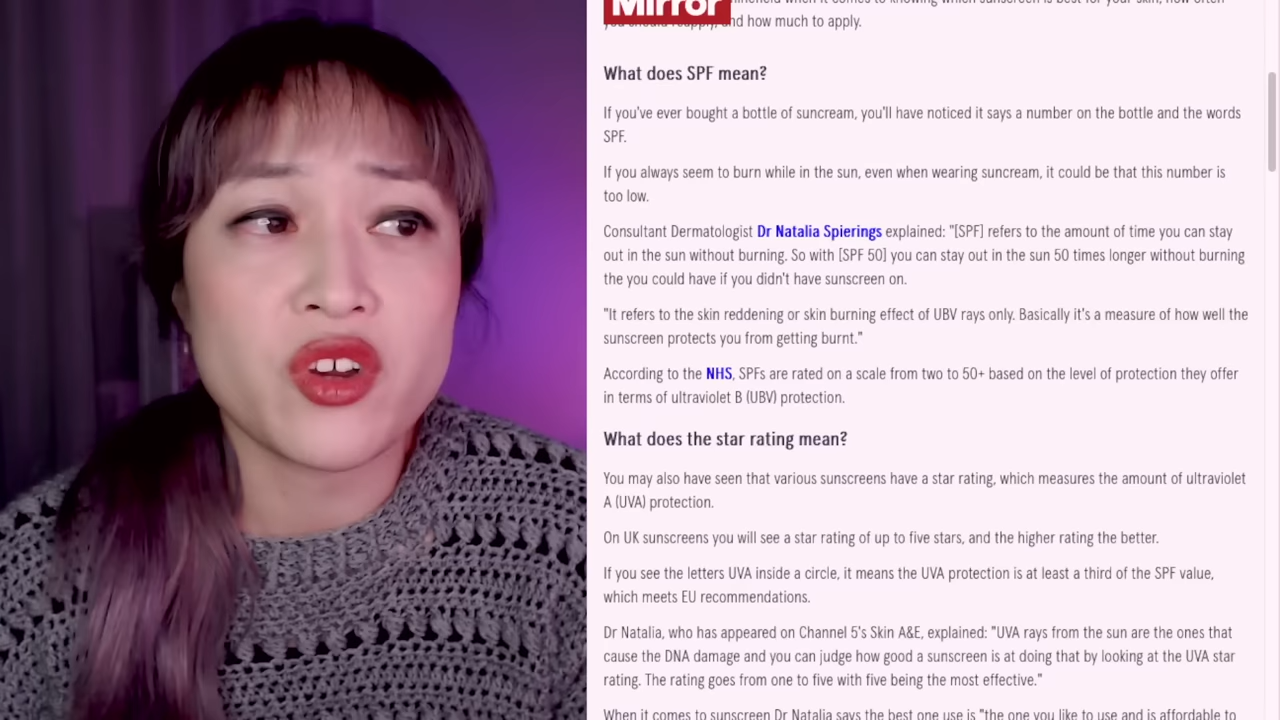 Mirror
and how much to apply.
What does SPF mean?
If you've ever bought a bottle of suncream, you'll have noticed it says a number on the bottle and the words
SPF.
If you always seem to burn while in the sun, even when wearing suncream, it could be that this number is
too low.
Consultant Dermatologist Dr Natalia Spierings explained: "[SPF] refers to the amount of time you can stay
out in the sun without burning. So with [SPF 50] you can stay out in the sun 50 times longer without burning
the you could have if you didn't have sunscreen on.
"It refers to the skin reddening or skin burning effect of UBV rays only. Basically it's a measure of how well the
sunscreen protects you from getting burnt."
According to the NHS, SPFs are rated on a scale from two to 50+ based on the level of protection they offer
in terms of ultraviolet B (UBV) protection.
What does the star rating mean?
You may also have seen that various sunscreens have a star rating, which measures the amount of ultraviolet
A (UVA) protection.
On UK sunscreens you will see a star rating of up to five stars, and the higher rating the better.
If you see the letters UVA inside a circle, it means the UVA protection is at least a third of the SPF value,
which meets EU recommendations.
Dr Natalia, who has appeared on Channel 5's Skin A&E, explained: "UVA rays from the sun are the ones that
cause the DNA damage and you can judge how good a sunscreen is at doing that by looking at the UVA star
rating. The rating goes from one to five with five being the most effective."
When it comes to sunscreen Dr Natalia says the best one use is "the one you like to use and is affordable to